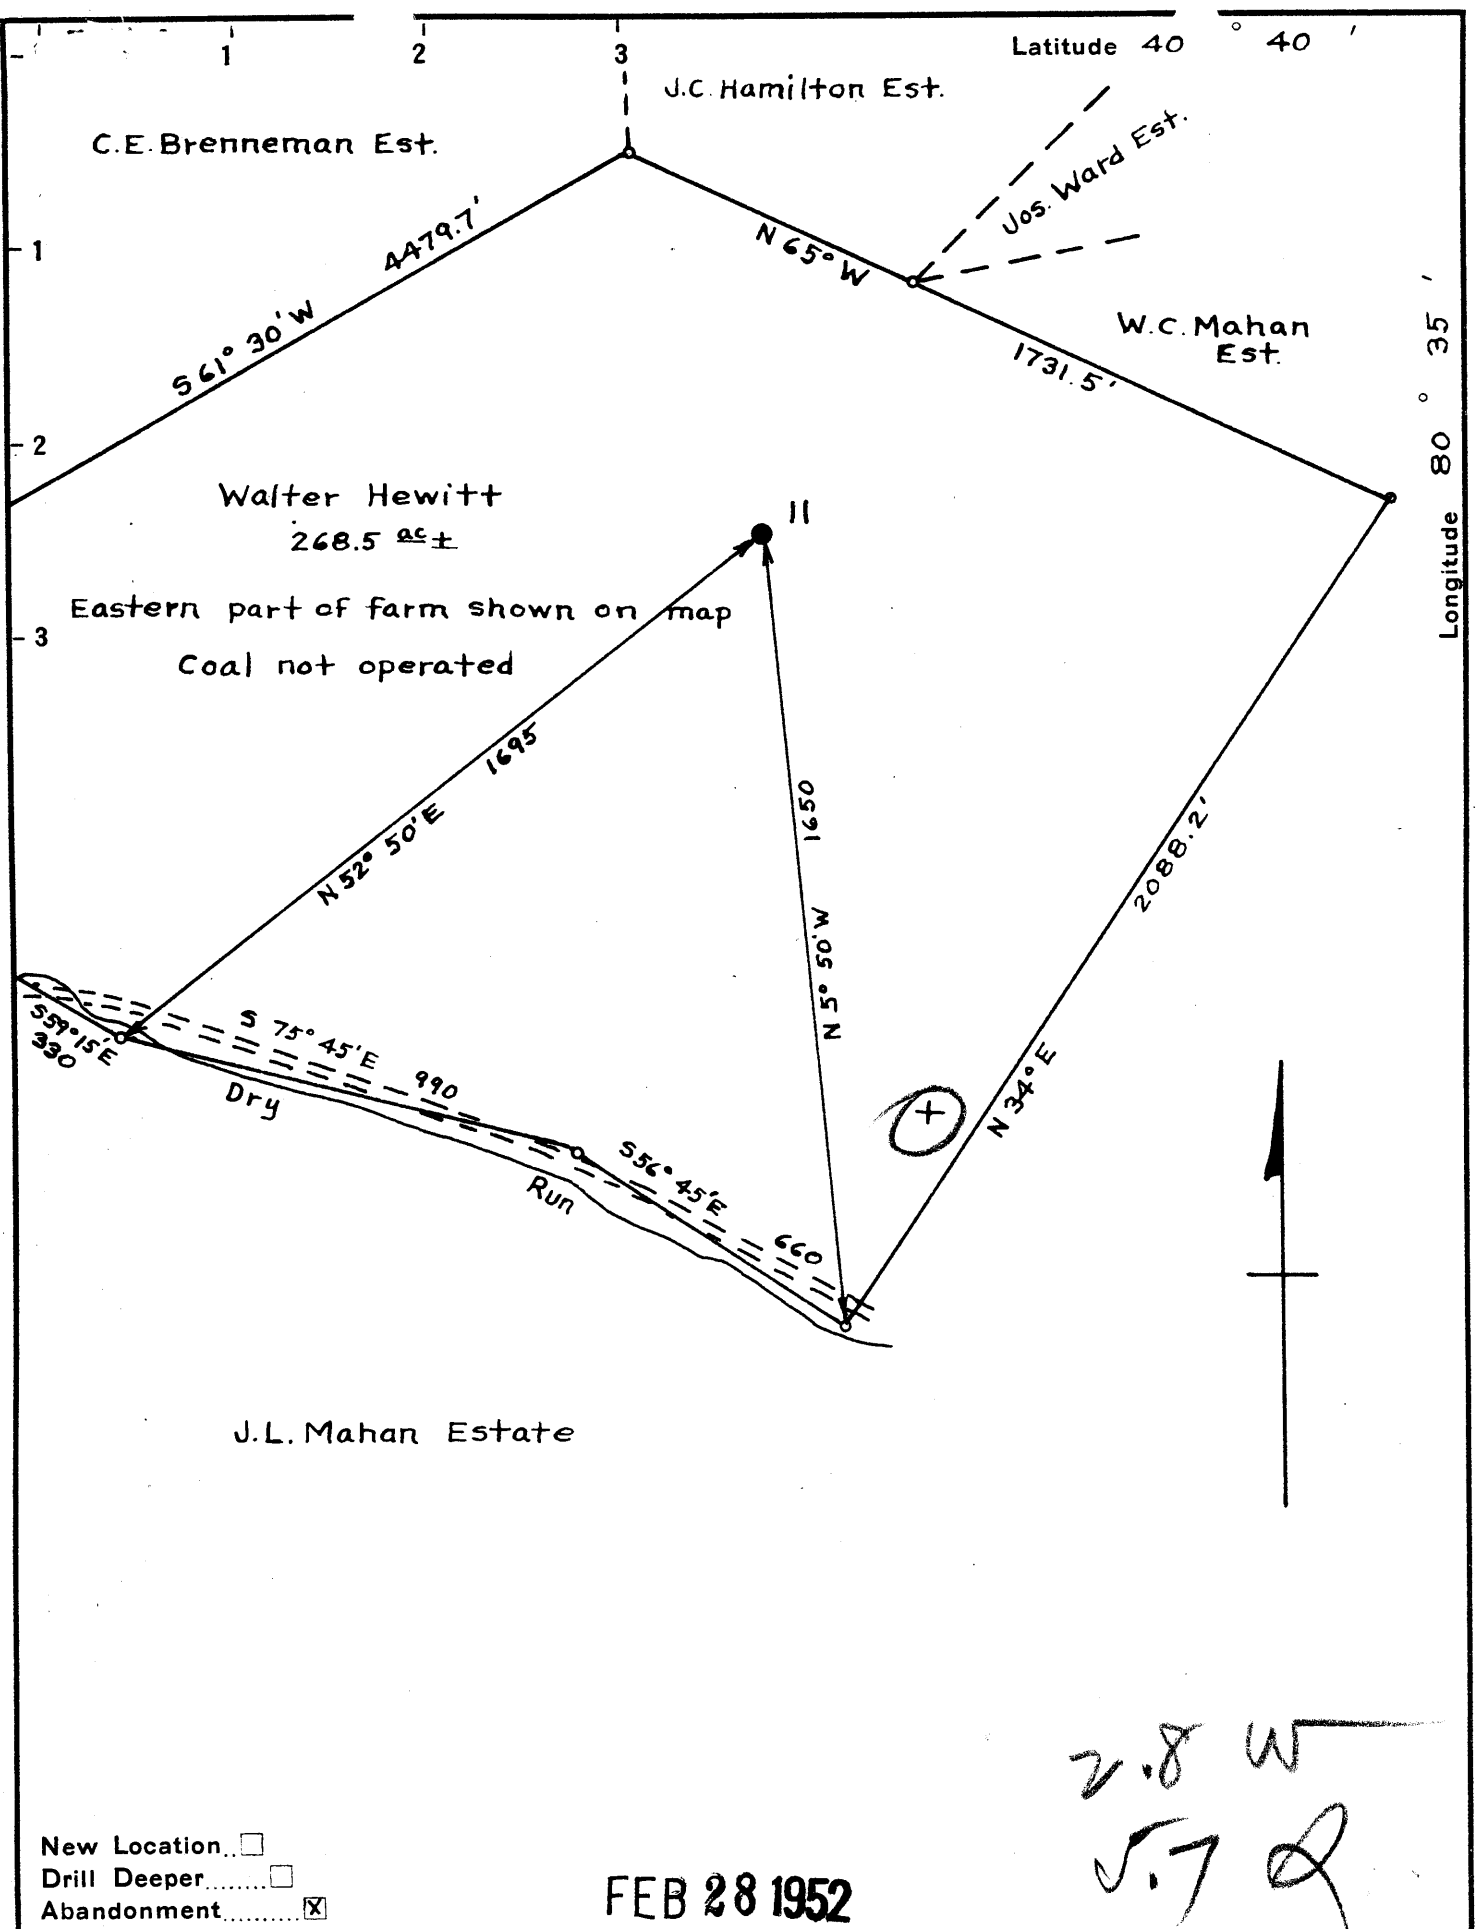 1 2 3
Latitude 40 ° 40 '
J.C. Hamilton Est.
C.E. Brenneman Est.
Jos. Ward Est.
4479.7'
S 61° 30' W
N 65° W
1731.5'
W.C. Mahan
Est.
Longitude 80 ° 35 '
1
2
3
Walter Hewitt
268.5 ac ±
11
Eastern part of farm shown on map
Coal not operated
1695
N 52° 50' E
1650
N 5° 50' W
2088.2'
N 34° E
S 59° 15' E
330
S 75° 45' E
990
Dry
Run
S 56° 45' E
660
+
J.L. Mahan Estate
2.8 W
5.7
New Location.. ☐
Drill Deeper........ ☐
Abandonment.......... ☒
FEB 28 1952